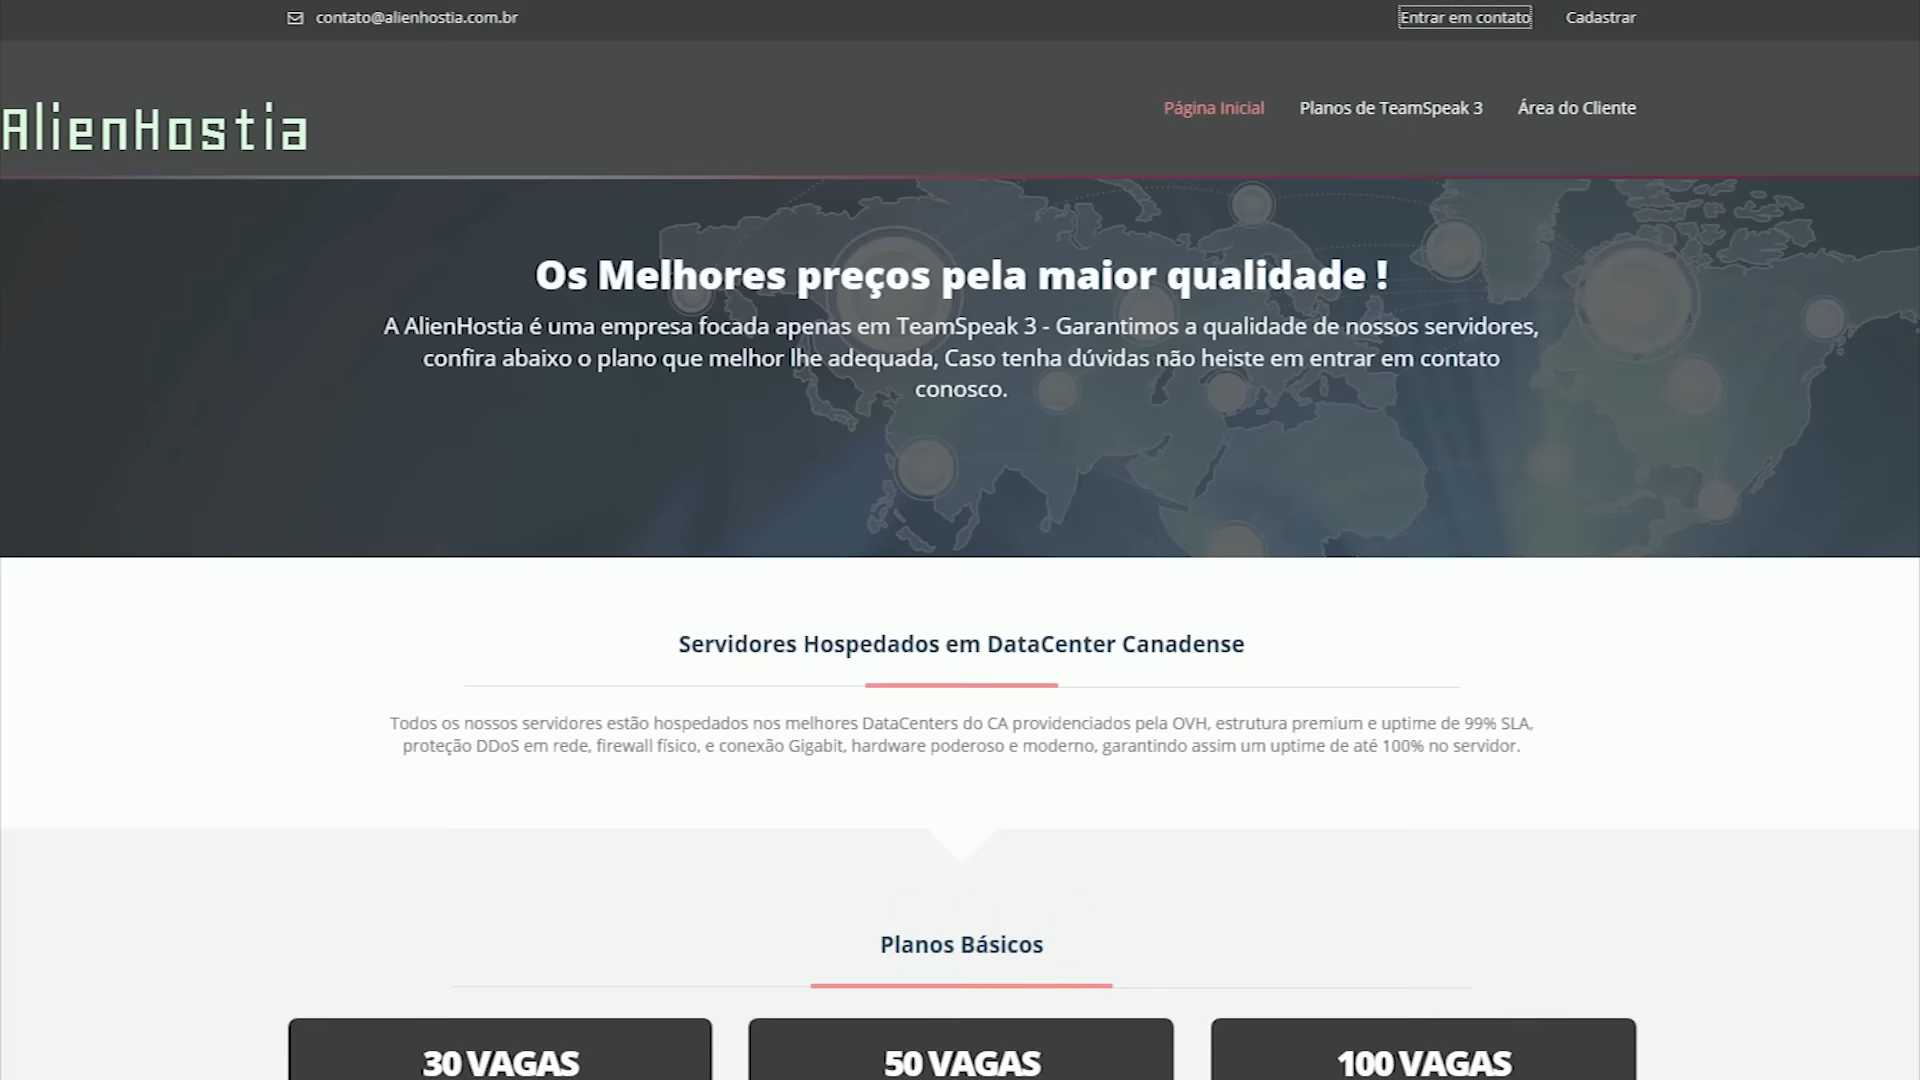 contato@alienhostia.com.br
Entrar em contato
Cadastrar
AlienHostia
Página Inicial
Planos de TeamSpeak 3
Área do Cliente
Os Melhores preços pela maior qualidade !
A AlienHostia é uma empresa focada apenas em TeamSpeak 3 - Garantimos a qualidade de nossos servidores,
confira abaixo o plano que melhor lhe adequada, Caso tenha dúvidas não heiste em entrar em contato
conosco.
Servidores Hospedados em DataCenter Canadense
Todos os nossos servidores estão hospedados nos melhores DataCenters do CA providenciados pela OVH, estrutura premium e uptime de 99% SLA,
proteção DDoS em rede, firewall físico, e conexão Gigabit, hardware poderoso e moderno, garantindo assim um uptime de até 100% no servidor.
Planos Básicos
30 VAGAS
50 VAGAS
100 VAGAS